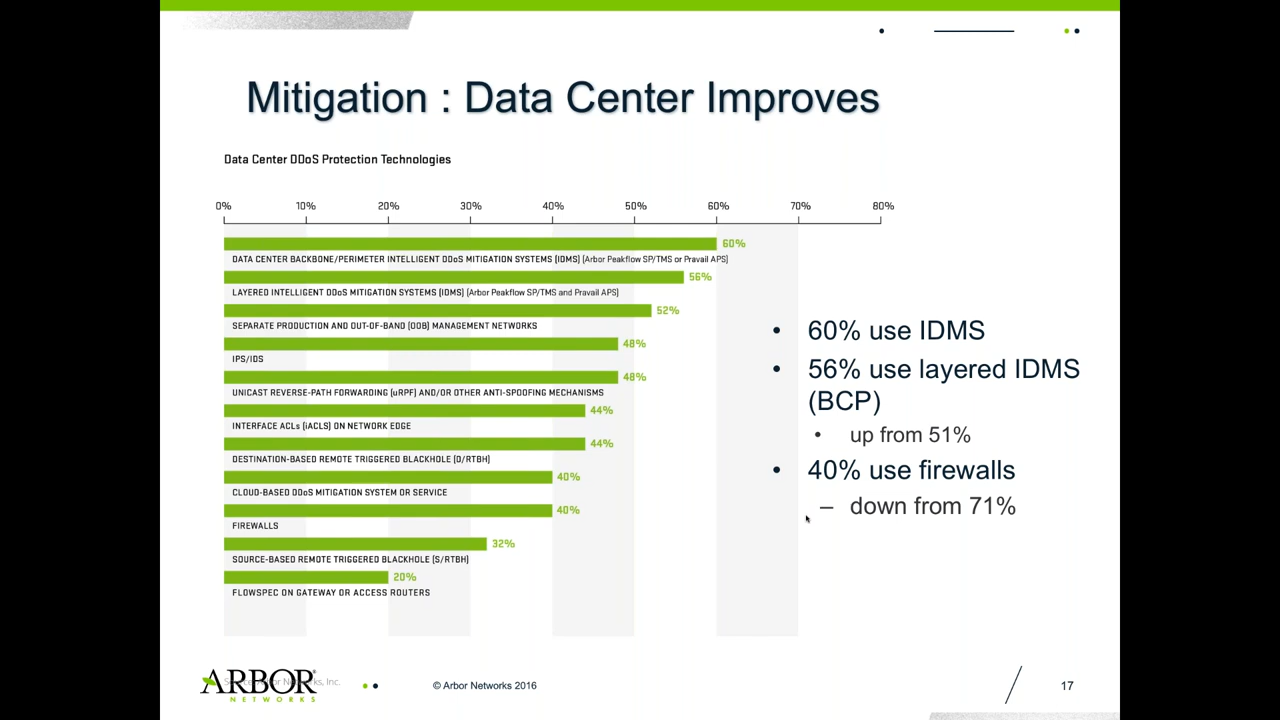 Mitigation : Data Center Improves
Data Center DDoS Protection Technologies
0% 10% 20% 30% 40% 50% 60% 70% 80%
60%
DATA CENTER BACKBONE/PERIMETER INTELLIGENT DDoS MITIGATION SYSTEMS (IDMS) (Arbor Peakflow SP/TMS or Pravail APS)
56%
LAYERED INTELLIGENT DDoS MITIGATION SYSTEMS (IDMS) (Arbor Peakflow SP/TMS and Pravail APS)
52%
SEPARATE PRODUCTION AND OUT-OF-BAND (OOB) MANAGEMENT NETWORKS
48%
IPS/IDS
48%
UNICAST REVERSE-PATH FORWARDING (uRPF) AND/OR OTHER ANTI-SPOOFING MECHANISMS
44%
INTERFACE ACLs (iACLS) ON NETWORK EDGE
44%
DESTINATION-BASED REMOTE TRIGGERED BLACKHOLE (D/RTBH)
40%
CLOUD-BASED DDoS MITIGATION SYSTEM OR SERVICE
40%
FIREWALLS
32%
SOURCE-BASED REMOTE TRIGGERED BLACKHOLE (S/RTBH)
20%
FLOWSPEC ON GATEWAY OR ACCESS ROUTERS
• 60% use IDMS
• 56% use layered IDMS
(BCP)
• up from 51%
• 40% use firewalls
– down from 71%
ARBOR®
NETWORKS
Inc.
© Arbor Networks 2016
17